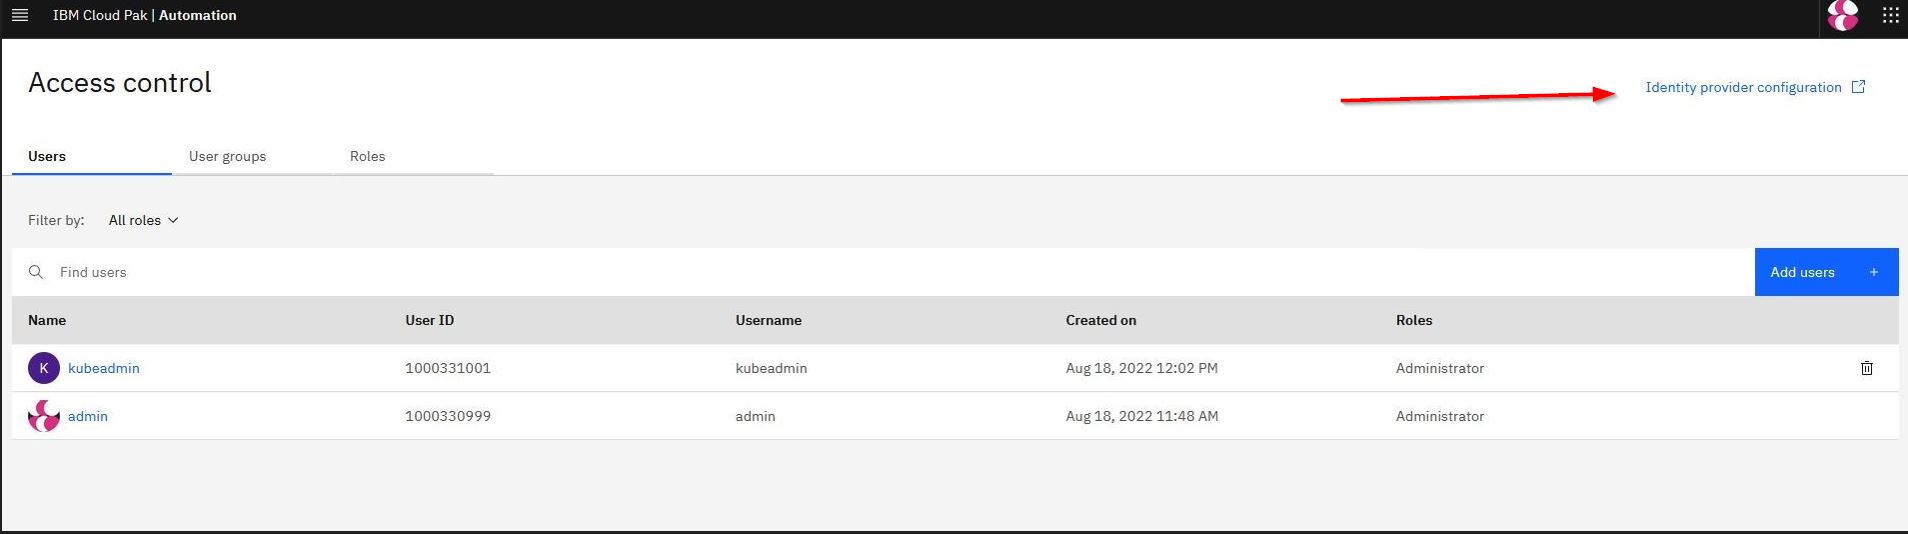 IBM Cloud Pak | Automation
Access control
Identity provider configuration
Users User groups Roles
Filter by: All roles
Find users
Add users +
Name User ID Username Created on Roles
K kubeadmin 1000331001 kubeadmin Aug 18, 2022 12:02 PM Administrator
admin 1000330999 admin Aug 18, 2022 11:48 AM Administrator